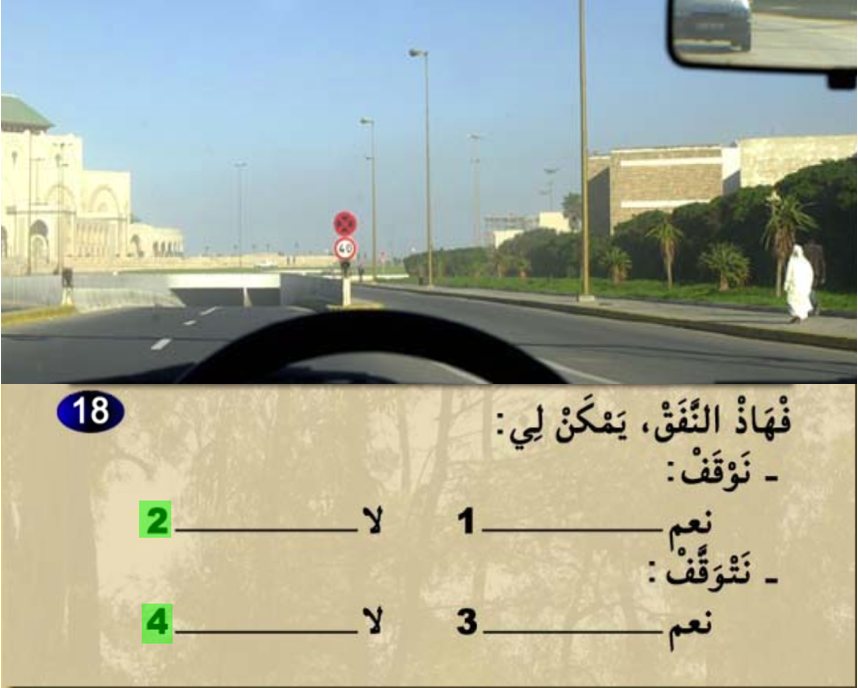 40
18
فْهَاذْ النَّفَقْ، يَمْكَنْ لِي:
- نَوْقَفْ:
نعم 1 لا 2
- نَتْوَقَّفْ:
نعم 3 لا 4